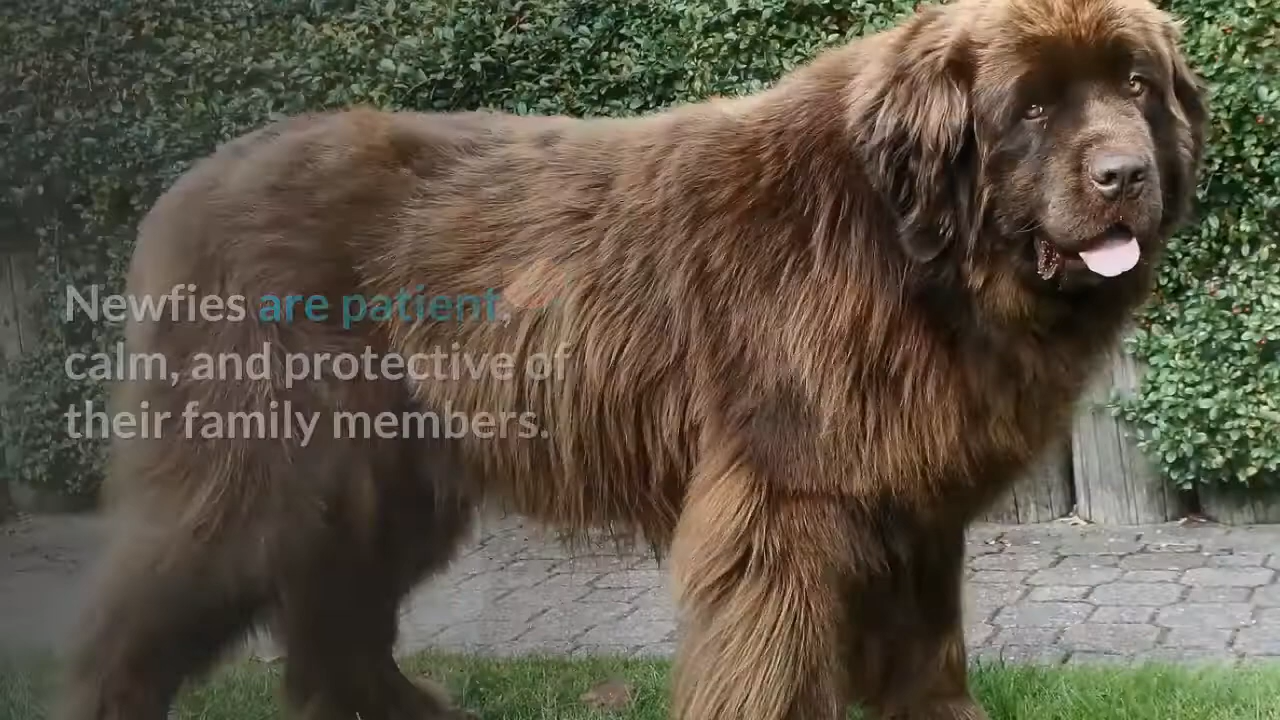 Newfies are patient,
calm, and protective of
their family members.